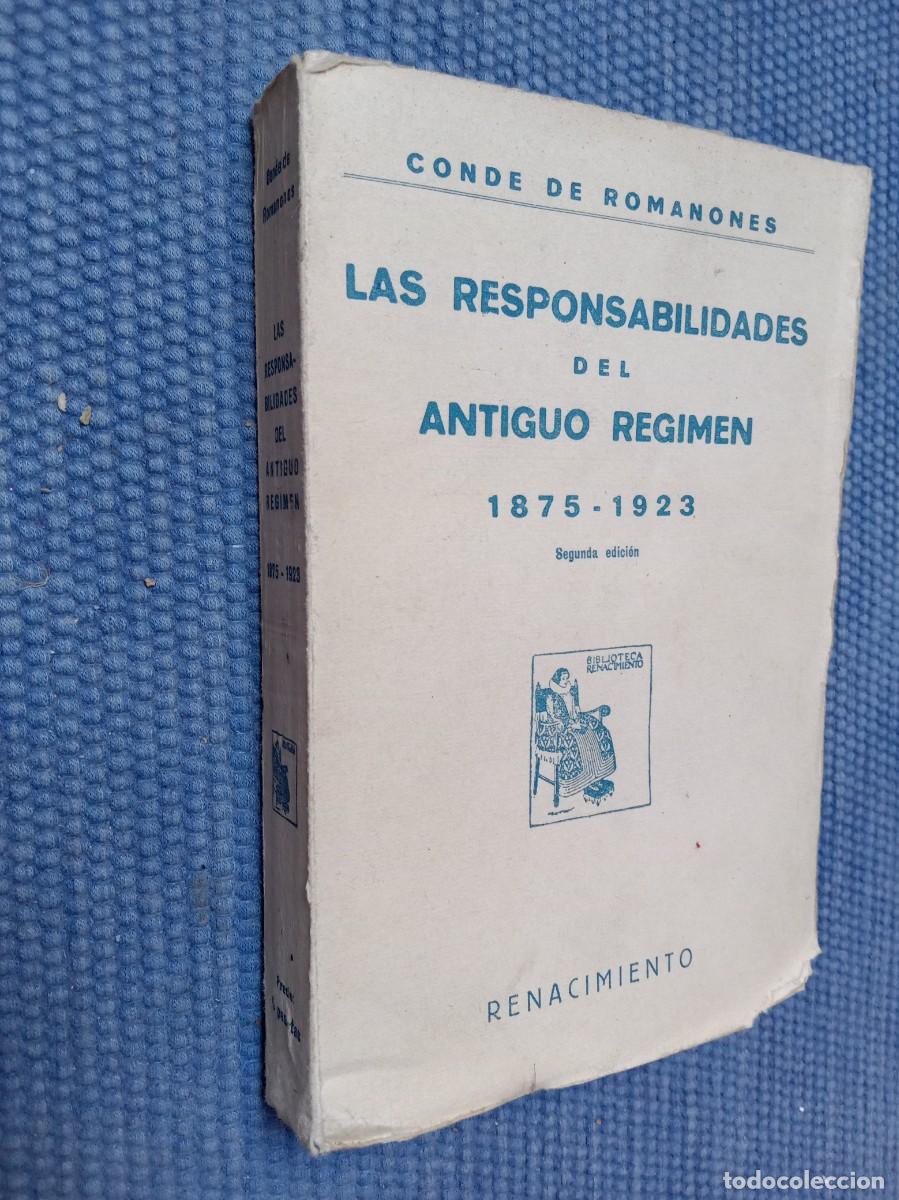 CONDE DE ROMANONES
LAS RESPONSABILIDADES
DEL
ANTIGUO REGIMEN
1875-1923
Segunda edición
BIBLIOTECA
RENACIMIENTO
RENACIMIENTO
Conde de
Romanones
LAS
RESPONSA-
BILIDADES
DEL
ANTIGUO
REGIMEN
1875-1923
todocoleccion